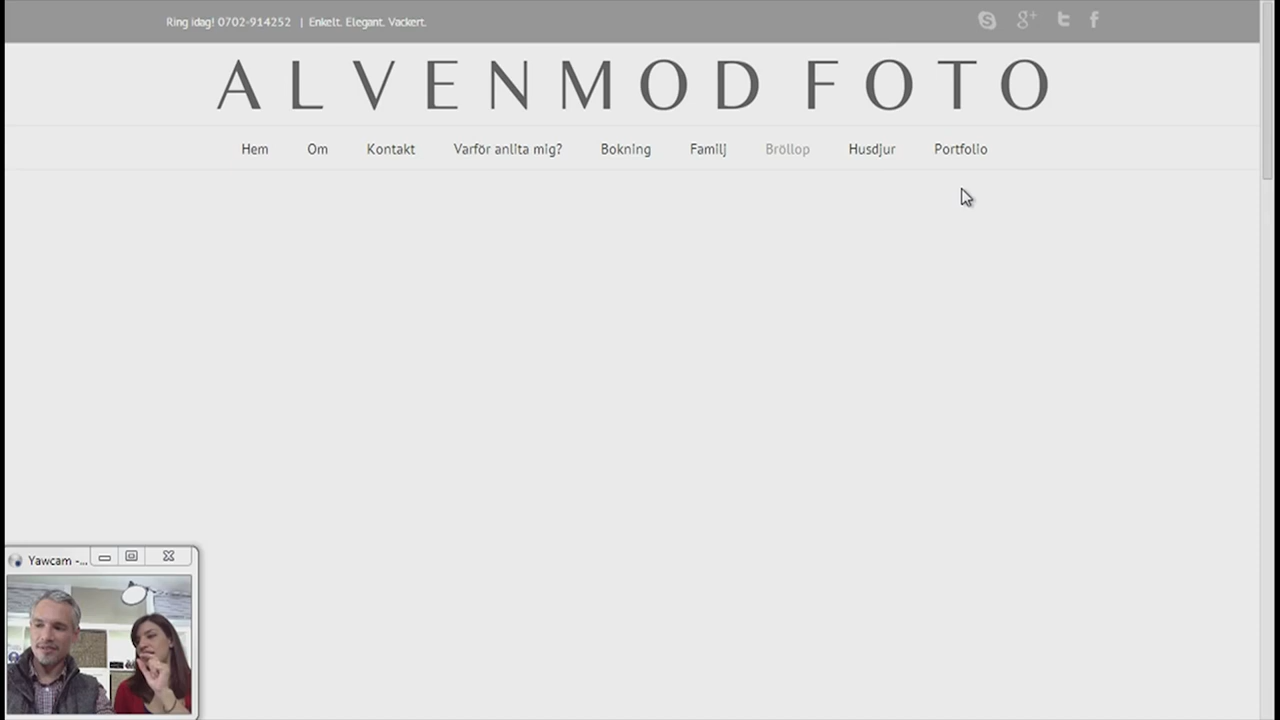 Ring idag! 0702-914252 | Enkelt. Elegant. Vackert.
ALVENMOD FOTO
Hem Om Kontakt Varför anlita mig? Bokning Familj Bröllop Husdjur Portfolio
Yawcam -...